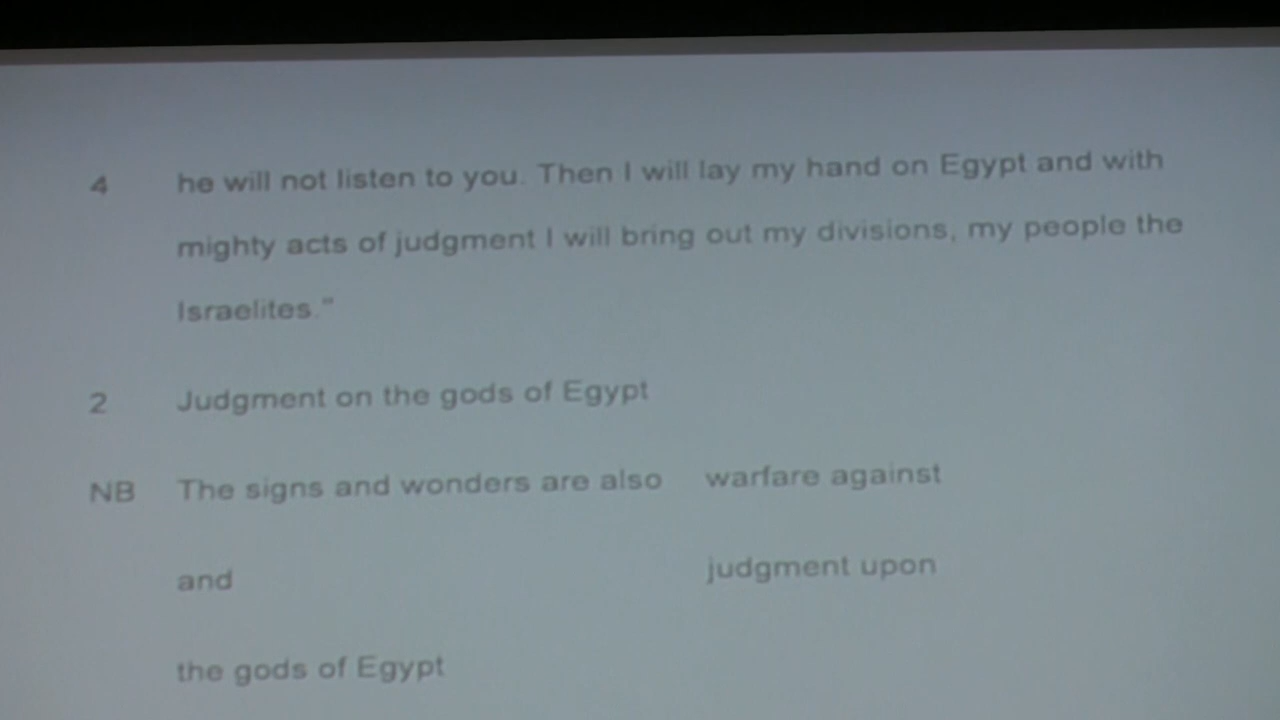 4 he will not listen to you. Then I will lay my hand on Egypt and with
mighty acts of judgment I will bring out my divisions, my people the
Israelites."
2 Judgment on the gods of Egypt
NB The signs and wonders are also warfare against
and judgment upon
the gods of Egypt